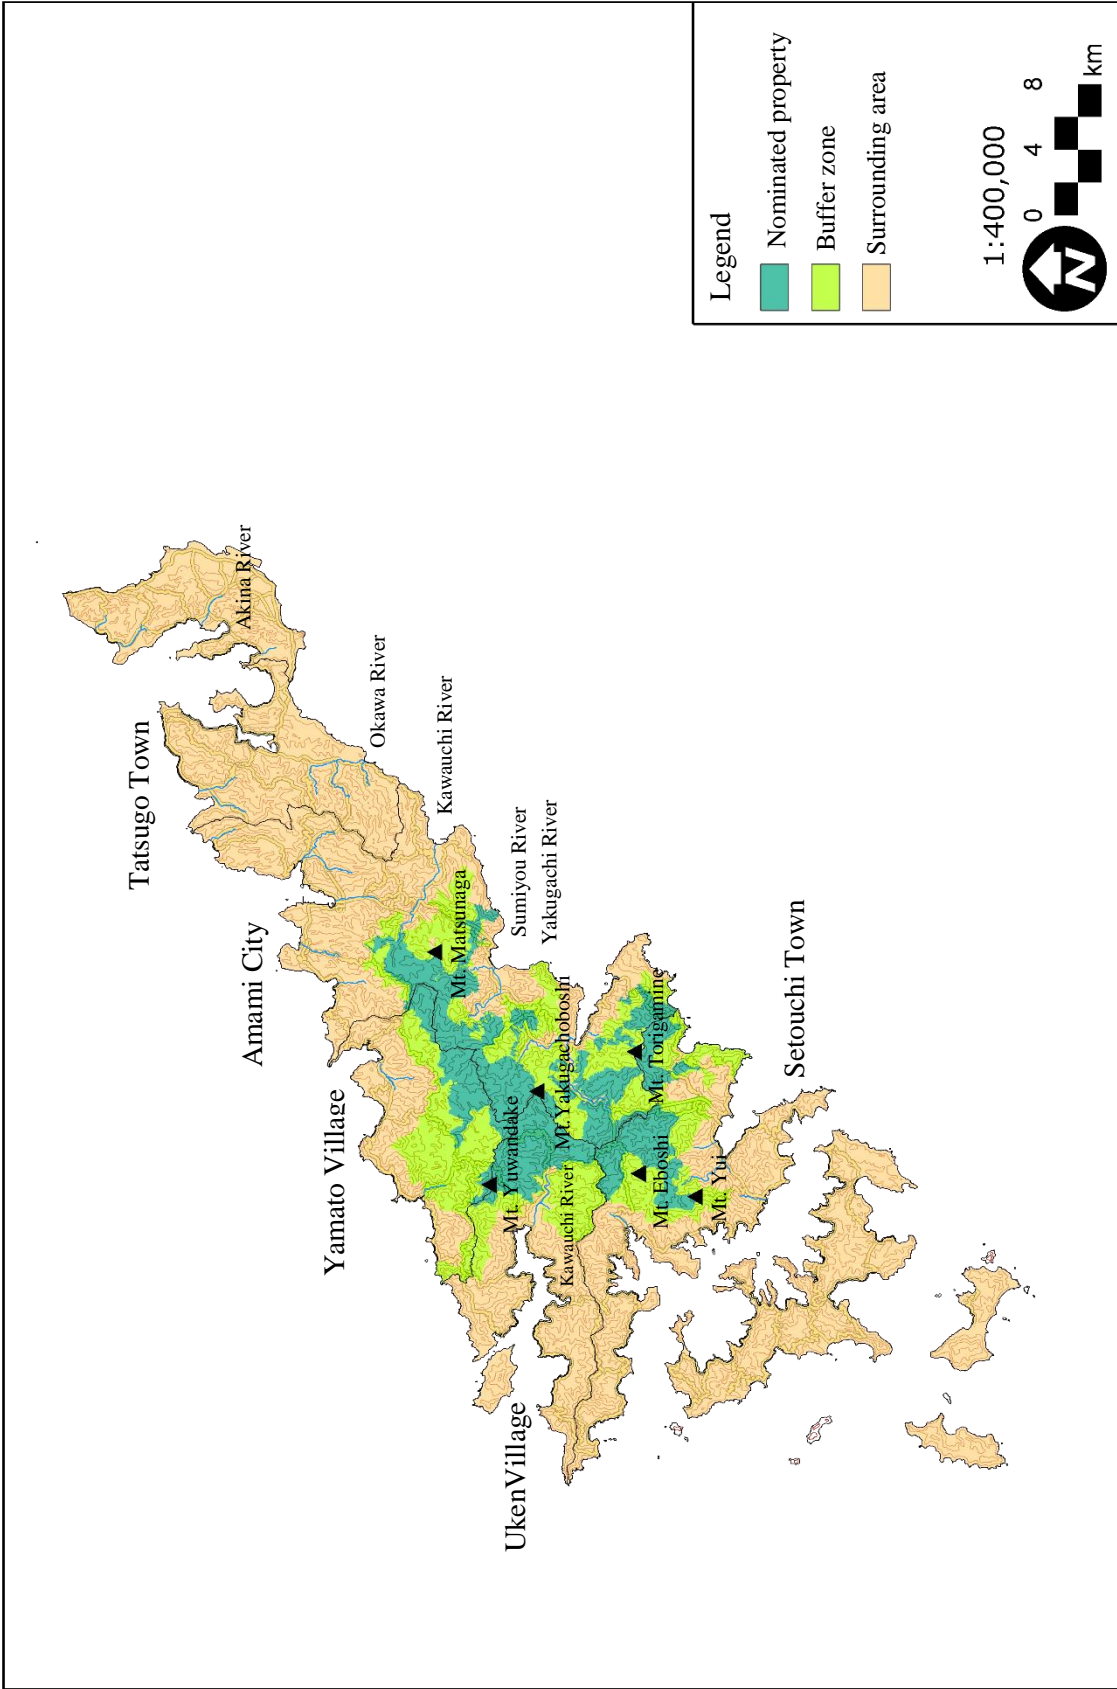 Tatsugo Town
Akina River
Okawa River
Amami City
Kawauchi River
Mt. Matsunaga
Sumiyou River
Yakugachi River
Yamato Village
Mt. Yuwandake
Mt.Yakugachoboshi
Kawauchi River
UkenVillage
Mt. Torigamine
Mt. Eboshi
Mt. Yui
Setouchi Town
Legend
Nominated property
Buffer zone
Surrounding area
1:400,000
0 4 8
km
N